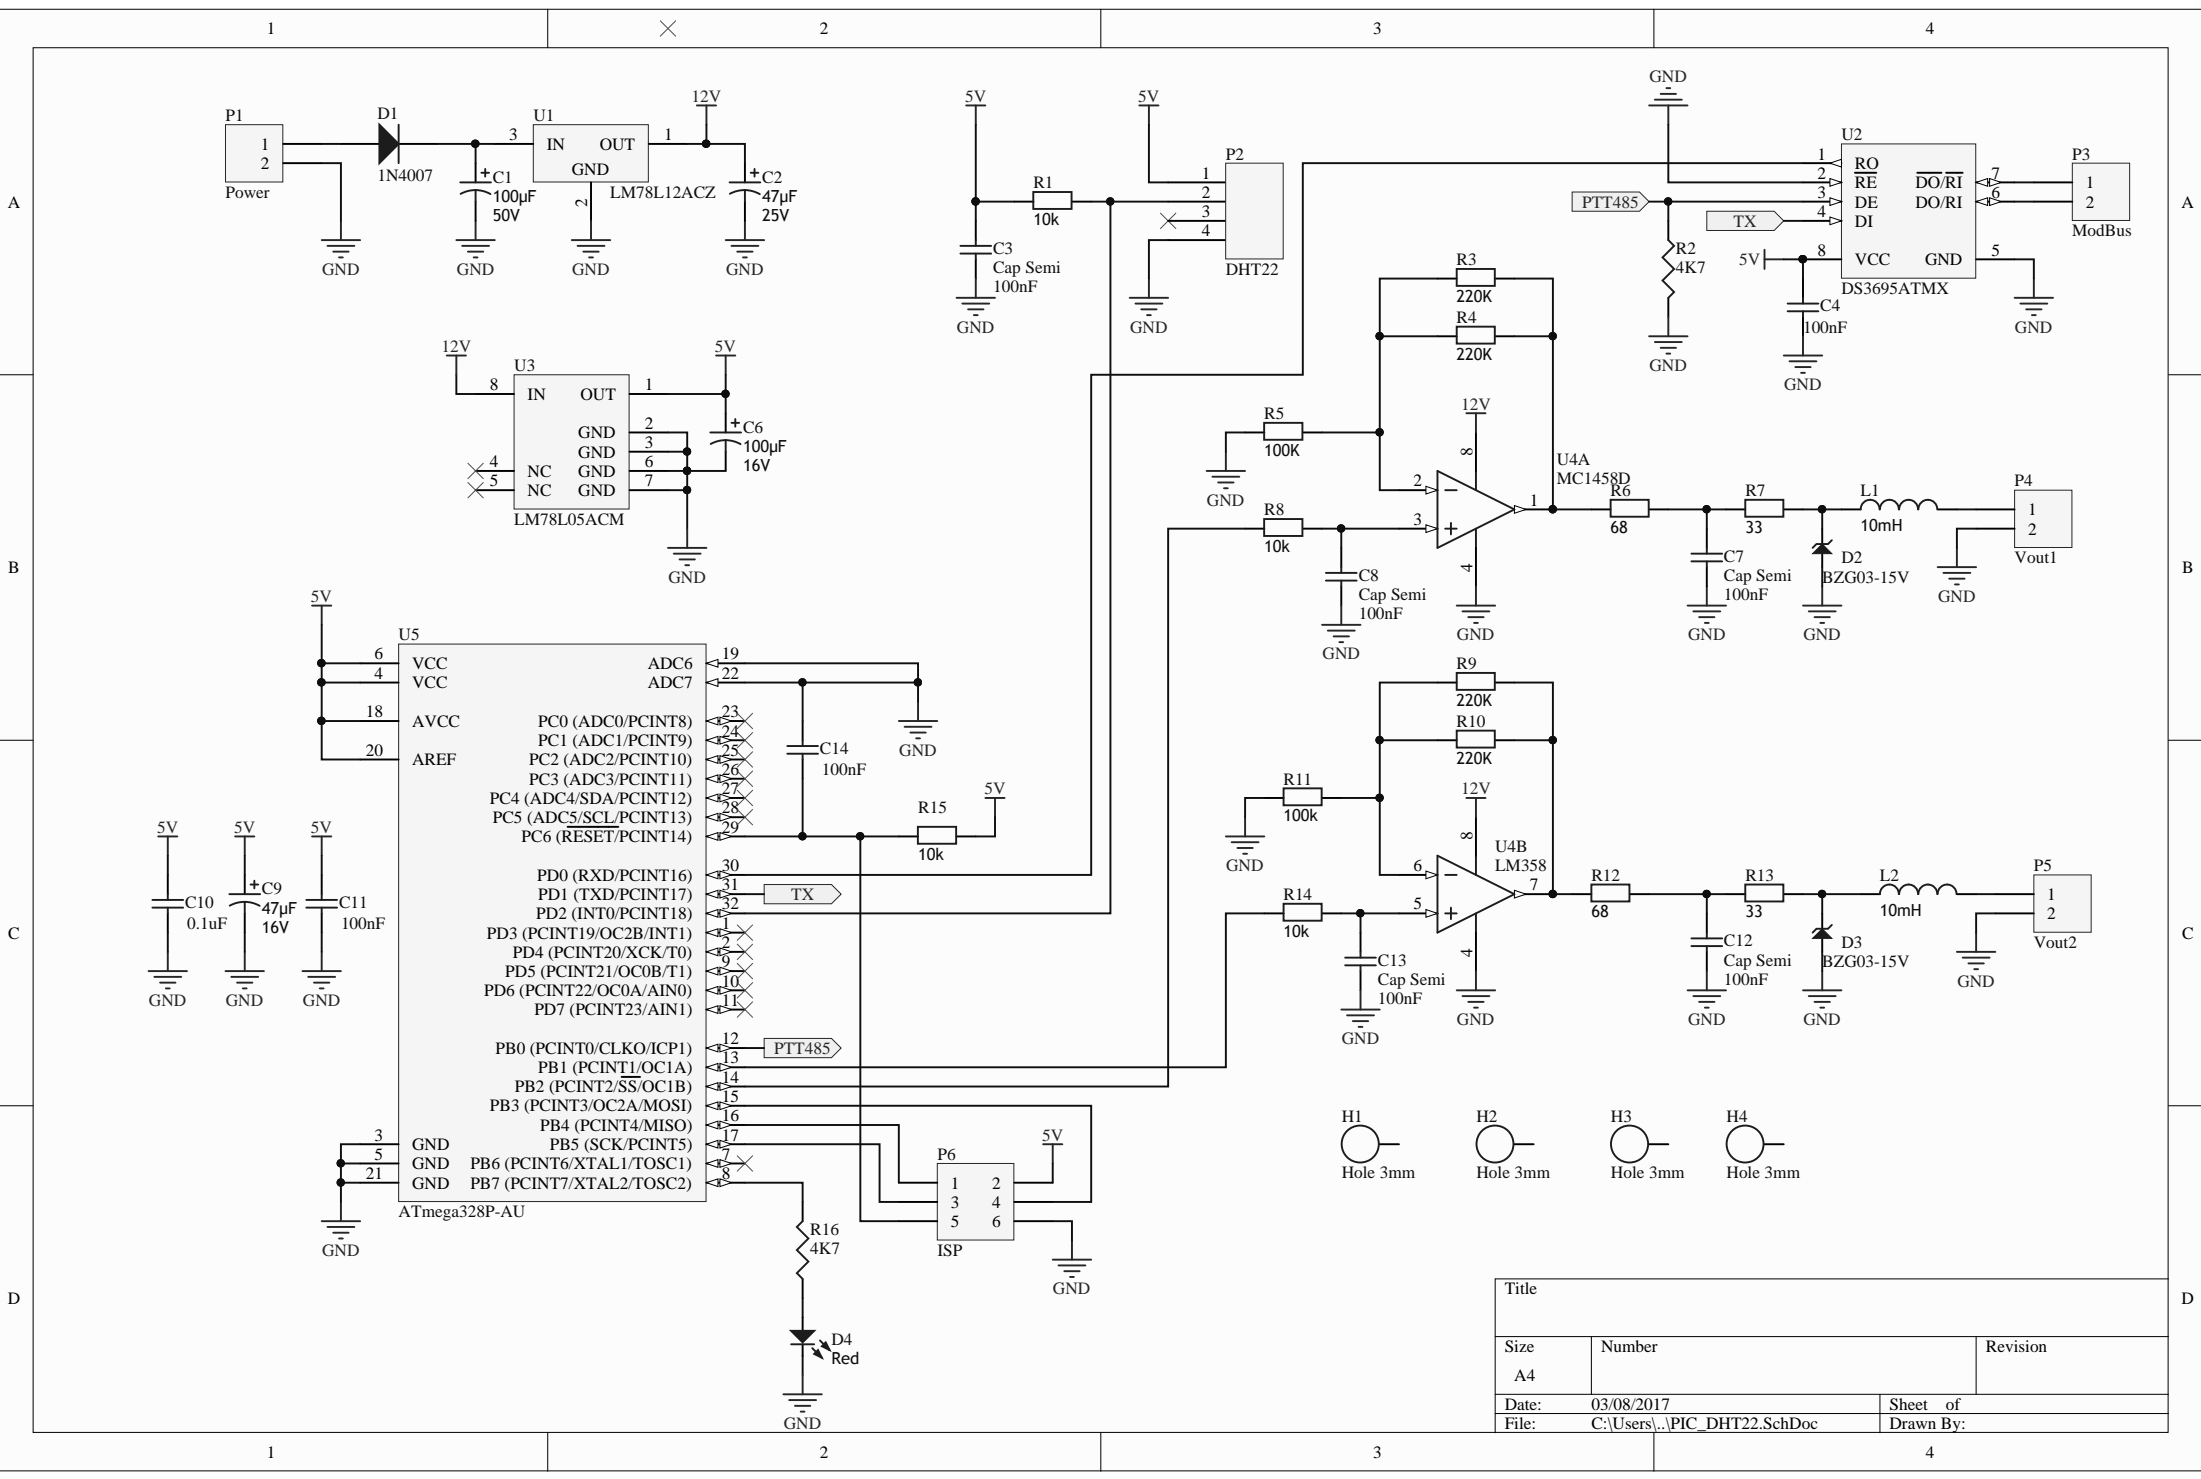 1 2 3 4
A
B
C
D
P1
1
2
Power
D1
1N4007
C1
100µF
50V
U1
3 IN OUT 1
GND
2
LM78L12ACZ
12V
C2
47µF
25V
GND GND GND GND
5V
R1
10k
C3
Cap Semi
100nF
GND
5V
P2
1
2
3
4
DHT22
GND
GND
U2
1 RO
2 RE
3 DE
4 DI
8 VCC
DO/RI 7
DO/RI 6
GND 5
DS3695ATMX
PTT485
TX
R2
4K7
GND
5V
C4
100nF
GND
P3
1
2
ModBus
GND
12V
U3
8 IN OUT 1
GND 2
GND 3
4 NC GND 6
5 NC GND 7
LM78L05ACM
5V
C6
100µF
16V
GND
R3
220K
R4
220K
R5
100K
GND
12V
8
U4A
MC1458D
2
3
1
4
GND
R8
10k
C8
Cap Semi
100nF
GND
R6
68
R7
33
C7
Cap Semi
100nF
GND
D2
BZG03-15V
GND
L1
10mH
P4
1
2
Vout1
GND
5V
U5
6 VCC
4 VCC
18 AVCC
20 AREF
ADC6 19
ADC7 22
PC0 (ADC0/PCINT8) 23
PC1 (ADC1/PCINT9) 24
PC2 (ADC2/PCINT10) 25
PC3 (ADC3/PCINT11) 26
PC4 (ADC4/SDA/PCINT12) 27
PC5 (ADC5/SCL/PCINT13) 28
PC6 (RESET/PCINT14) 29
PD0 (RXD/PCINT16) 30
PD1 (TXD/PCINT17) 31
PD2 (INT0/PCINT18) 32
PD3 (PCINT19/OC2B/INT1) 1
PD4 (PCINT20/XCK/T0) 2
PD5 (PCINT21/OC0B/T1) 9
PD6 (PCINT22/OC0A/AIN0) 10
PD7 (PCINT23/AIN1) 11
PB0 (PCINT0/CLKO/ICP1) 12
PB1 (PCINT1/OC1A) 13
PB2 (PCINT2/SS/OC1B) 14
PB3 (PCINT3/OC2A/MOSI) 15
PB4 (PCINT4/MISO) 16
3 GND PB5 (SCK/PCINT5) 17
5 GND PB6 (PCINT6/XTAL1/TOSC1) 7
21 GND PB7 (PCINT7/XTAL2/TOSC2) 8
ATmega328P-AU
GND
TX
PTT485
C14
100nF
GND
R15
10k
5V
5V 5V 5V
C10
0.1uF
C9
47µF
16V
C11
100nF
GND GND GND
R9
220K
R10
220K
R11
100k
GND
12V
8
U4B
LM358
6
5
7
4
GND
R14
10k
C13
Cap Semi
100nF
GND
R12
68
R13
33
C12
Cap Semi
100nF
GND
D3
BZG03-15V
GND
L2
10mH
P5
1
2
Vout2
GND
P6
1 2
3 4
5 6
ISP
5V
GND
R16
4K7
D4
Red
GND
H1 H2 H3 H4
Hole 3mm Hole 3mm Hole 3mm Hole 3mm
Title
Size Number Revision
A4
Date: 03/08/2017 Sheet of
File: C:\Users\..\PIC_DHT22.SchDoc Drawn By:
A
B
C
D
1 2 3 4